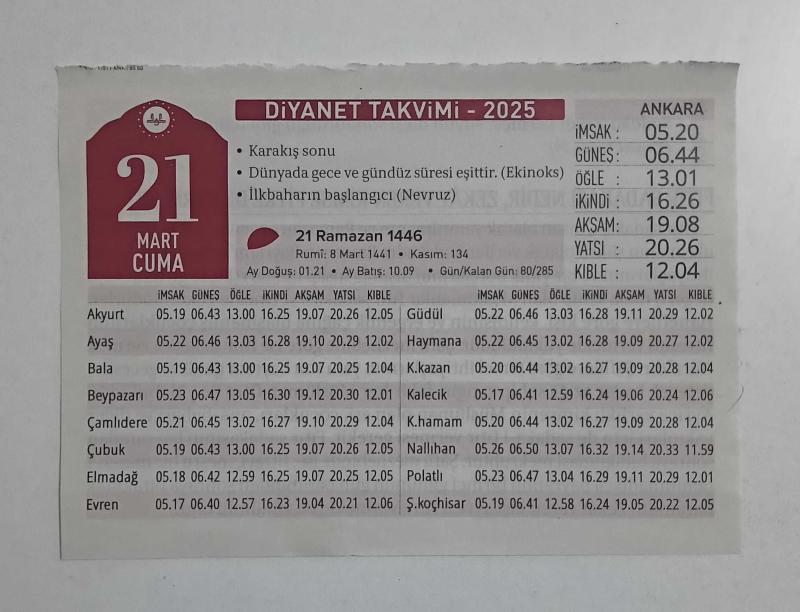 DİYANET TAKVİMİ - 2025
21
MART
CUMA
• Karakış sonu
• Dünyada gece ve gündüz süresi eşittir. (Ekinoks)
• İlkbaharın başlangıcı (Nevruz)
21 Ramazan 1446
Rumî: 8 Mart 1441 • Kasım: 134
Ay Doğuş: 01.21 • Ay Batış: 10.09 • Gün/Kalan Gün: 80/285
ANKARA
İMSAK : 05.20
GÜNEŞ : 06.44
ÖĞLE : 13.01
İKİNDİ : 16.26
AKŞAM: 19.08
YATSI : 20.26
KIBLE : 12.04
İMSAK GÜNEŞ ÖĞLE İKİNDİ AKŞAM YATSI KIBLE
Akyurt 05.19 06.43 13.00 16.25 19.07 20.26 12.05
Ayaş 05.22 06.46 13.03 16.28 19.10 20.29 12.02
Bala 05.19 06.43 13.00 16.25 19.07 20.25 12.04
Beypazarı 05.23 06.47 13.05 16.30 19.12 20.30 12.01
Çamlıdere 05.21 06.45 13.02 16.27 19.10 20.29 12.04
Çubuk 05.19 06.43 13.00 16.25 19.07 20.26 12.05
Elmadağ 05.18 06.42 12.59 16.25 19.07 20.25 12.05
Evren 05.17 06.40 12.57 16.23 19.04 20.21 12.06
İMSAK GÜNEŞ ÖĞLE İKİNDİ AKŞAM YATSI KIBLE
Güdül 05.22 06.46 13.03 16.28 19.11 20.29 12.02
Haymana 05.22 06.45 13.02 16.28 19.09 20.27 12.02
K.kazan 05.20 06.44 13.02 16.27 19.09 20.28 12.04
Kalecik 05.17 06.41 12.59 16.24 19.06 20.24 12.06
K.hamam 05.20 06.44 13.02 16.27 19.09 20.28 12.04
Nallıhan 05.26 06.50 13.07 16.32 19.14 20.33 11.59
Polatlı 05.23 06.47 13.04 16.29 19.11 20.29 12.01
Ş.koçhisar 05.19 06.41 12.58 16.24 19.05 20.22 12.05